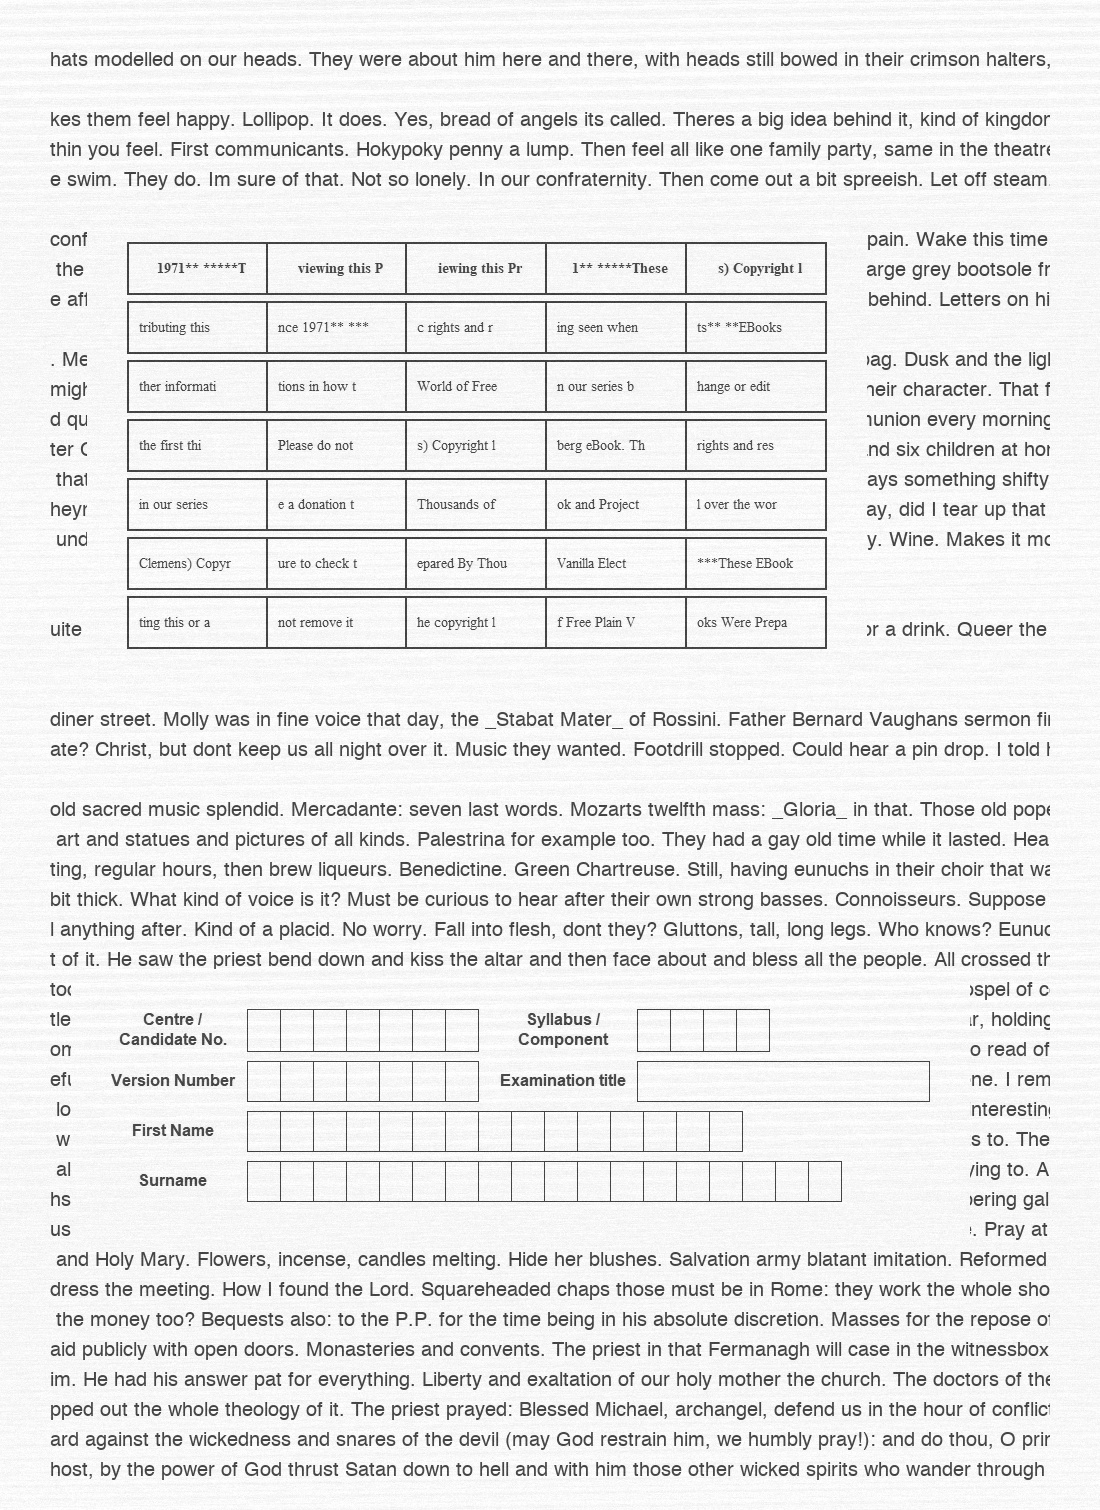 hats modelled on our heads. They were about him here and there, with heads still bowed in their crimson halters,
kes them feel happy. Lollipop. It does. Yes, bread of angels its called. Theres a big idea behind it, kind of kingdor
thin you feel. First communicants. Hokypoky penny a lump. Then feel all like one family party, same in the theatre
e swim. They do. Im sure of that. Not so lonely. In our confraternity. Then come out a bit spreeish. Let off steam.
conf pain. Wake this time
the arge grey bootsole fr
e aff behind. Letters on hi
. Me bag. Dusk and the ligh
migh heir character. That f
d qu munion every morning
ter C and six children at hor
that ays something shifty
heyr ay, did I tear up that
und y. Wine. Makes it mo
uite or a drink. Queer the
1971** *****T viewing this P iewing this Pr 1** *****These s) Copyright l
tributing this nce 1971** *** c rights and r ing seen when ts** **EBooks
ther informati tions in how t World of Free n our series b hange or edit
the first thi Please do not s) Copyright l berg eBook. Th rights and res
in our series e a donation t Thousands of ok and Project l over the wor
Clemens) Copyr ure to check t epared By Thou Vanilla Elect ***These EBook
ting this or a not remove it he copyright l f Free Plain V oks Were Prepa
diner street. Molly was in fine voice that day, the _Stabat Mater_ of Rossini. Father Bernard Vaughans sermon fir
ate? Christ, but dont keep us all night over it. Music they wanted. Footdrill stopped. Could hear a pin drop. I told h
old sacred music splendid. Mercadante: seven last words. Mozarts twelfth mass: _Gloria_ in that. Those old pope
art and statues and pictures of all kinds. Palestrina for example too. They had a gay old time while it lasted. Hea
ting, regular hours, then brew liqueurs. Benedictine. Green Chartreuse. Still, having eunuchs in their choir that wa
bit thick. What kind of voice is it? Must be curious to hear after their own strong basses. Connoisseurs. Suppose
l anything after. Kind of a placid. No worry. Fall into flesh, dont they? Gluttons, tall, long legs. Who knows? Eunuc
t of it. He saw the priest bend down and kiss the altar and then face about and bless all the people. All crossed th
too ospel of c
tle r, holding
on o read of
efu ne. I rem
lo nteresting
w s to. The
al ying to. A
hs pering gal
us e. Pray at
Centre / Candidate No.
Syllabus / Component
Version Number
Examination title
First Name
Surname
and Holy Mary. Flowers, incense, candles melting. Hide her blushes. Salvation army blatant imitation. Reformed
dress the meeting. How I found the Lord. Squareheaded chaps those must be in Rome: they work the whole sho
the money too? Bequests also: to the P.P. for the time being in his absolute discretion. Masses for the repose of
aid publicly with open doors. Monasteries and convents. The priest in that Fermanagh will case in the witnessbox
im. He had his answer pat for everything. Liberty and exaltation of our holy mother the church. The doctors of the
pped out the whole theology of it. The priest prayed: Blessed Michael, archangel, defend us in the hour of conflict
ard against the wickedness and snares of the devil (may God restrain him, we humbly pray!): and do thou, O prin
host, by the power of God thrust Satan down to hell and with him those other wicked spirits who wander through